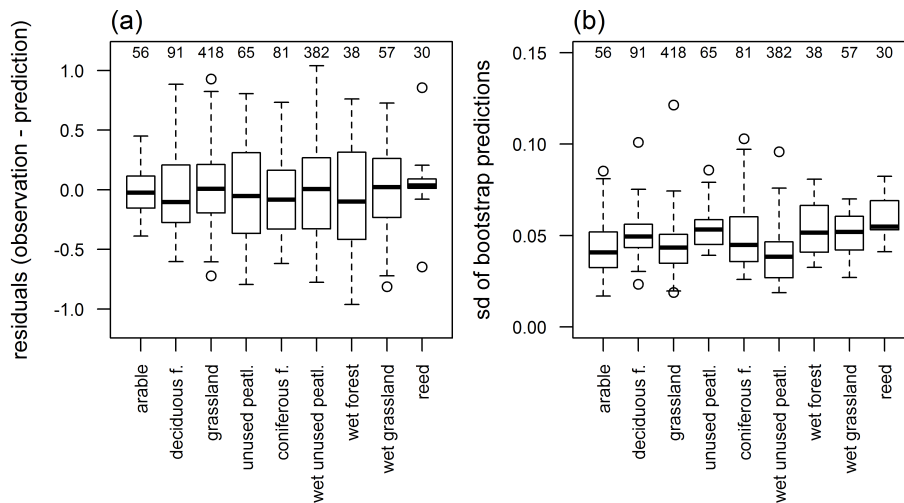 (a)
residuals (observation - prediction)
56 91 418 65 81 382 38 57 30
1.0
0.5
0.0
-0.5
-1.0
arable
deciduous f.
grassland
unused peatl.
coniferous f.
wet unused peatl.
wet forest
wet grassland
reed
(b)
sd of bootstrap predictions
56 91 418 65 81 382 38 57 30
0.15
0.10
0.05
0.00
arable
deciduous f.
grassland
unused peatl.
coniferous f.
wet unused peatl.
wet forest
wet grassland
reed